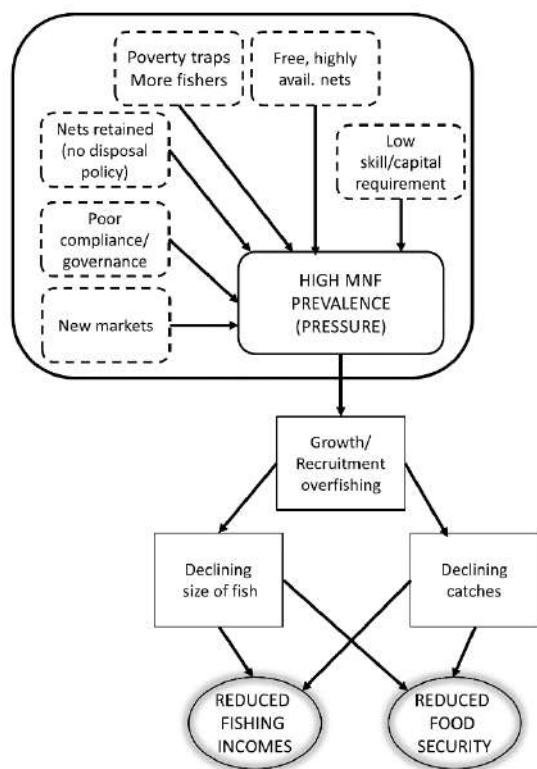 Poverty traps
More fishers
Free, highly
avail. nets
Nets retained
(no disposal
policy)
Low
skill/capital
requirement
Poor
compliance/
governance
New markets
HIGH MNF
PREVALENCE
(PRESSURE)
Growth/
Recruitment
overfishing
Declining
size of fish
Declining
catches
REDUCED
FISHING
INCOMES
REDUCED
FOOD
SECURITY